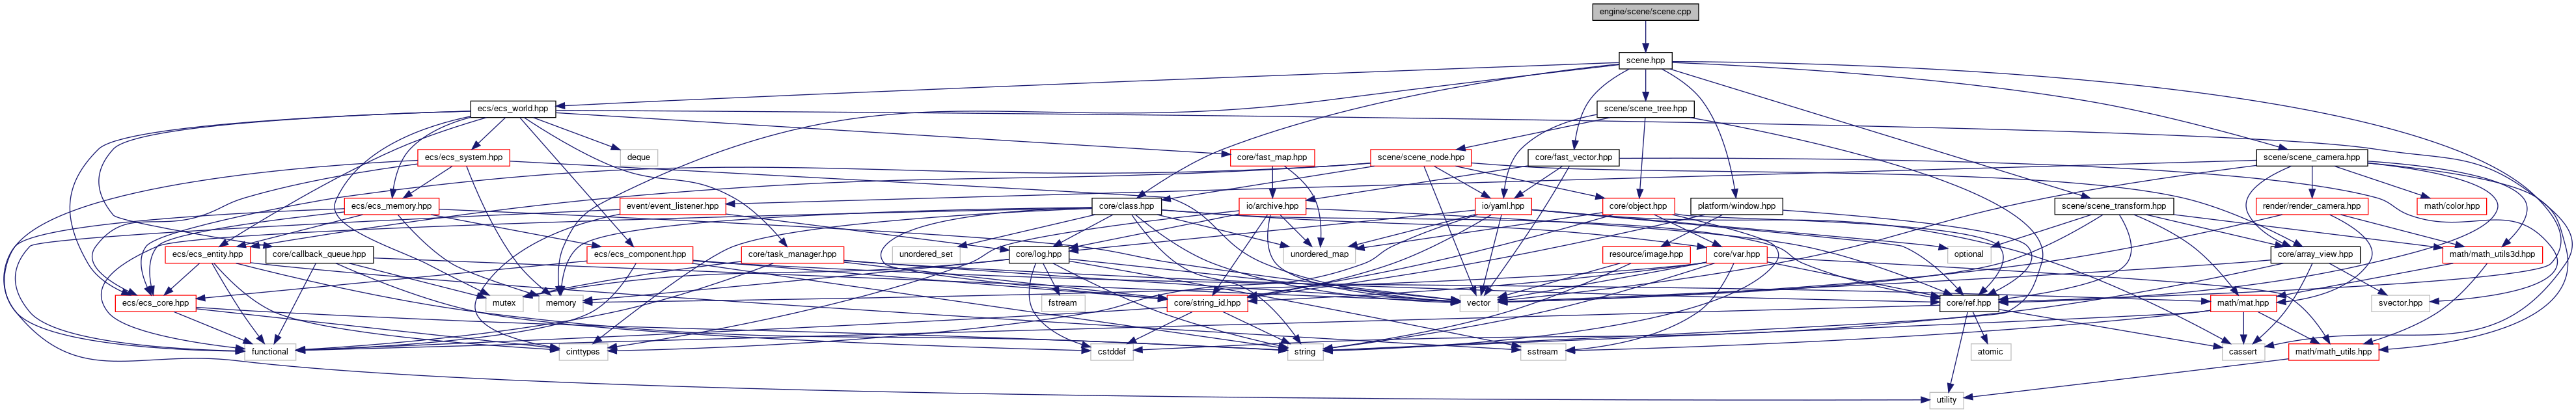 engine/scene/scene.cpp
scene.hpp
ecs/ecs_world.hpp
scene/scene_tree.hpp
ecs/ecs_system.hpp
deque
core/fast_map.hpp
scene/scene_node.hpp
core/fast_vector.hpp
scene/scene_camera.hpp
ecs/ecs_memory.hpp
event/event_listener.hpp
core/class.hpp
io/archive.hpp
io/yaml.hpp
core/object.hpp
platform/window.hpp
scene/scene_transform.hpp
render/render_camera.hpp
math/color.hpp
ecs/ecs_entity.hpp
core/callback_queue.hpp
ecs/ecs_component.hpp
core/task_manager.hpp
unordered_set
core/log.hpp
unordered_map
resource/image.hpp
core/var.hpp
optional
core/array_view.hpp
math/math_utils3d.hpp
ecs/ecs_core.hpp
mutex
memory
fstream
core/string_id.hpp
vector
core/ref.hpp
math/mat.hpp
svector.hpp
functional
cinttypes
cstddef
string
sstream
atomic
cassert
math/math_utils.hpp
utility